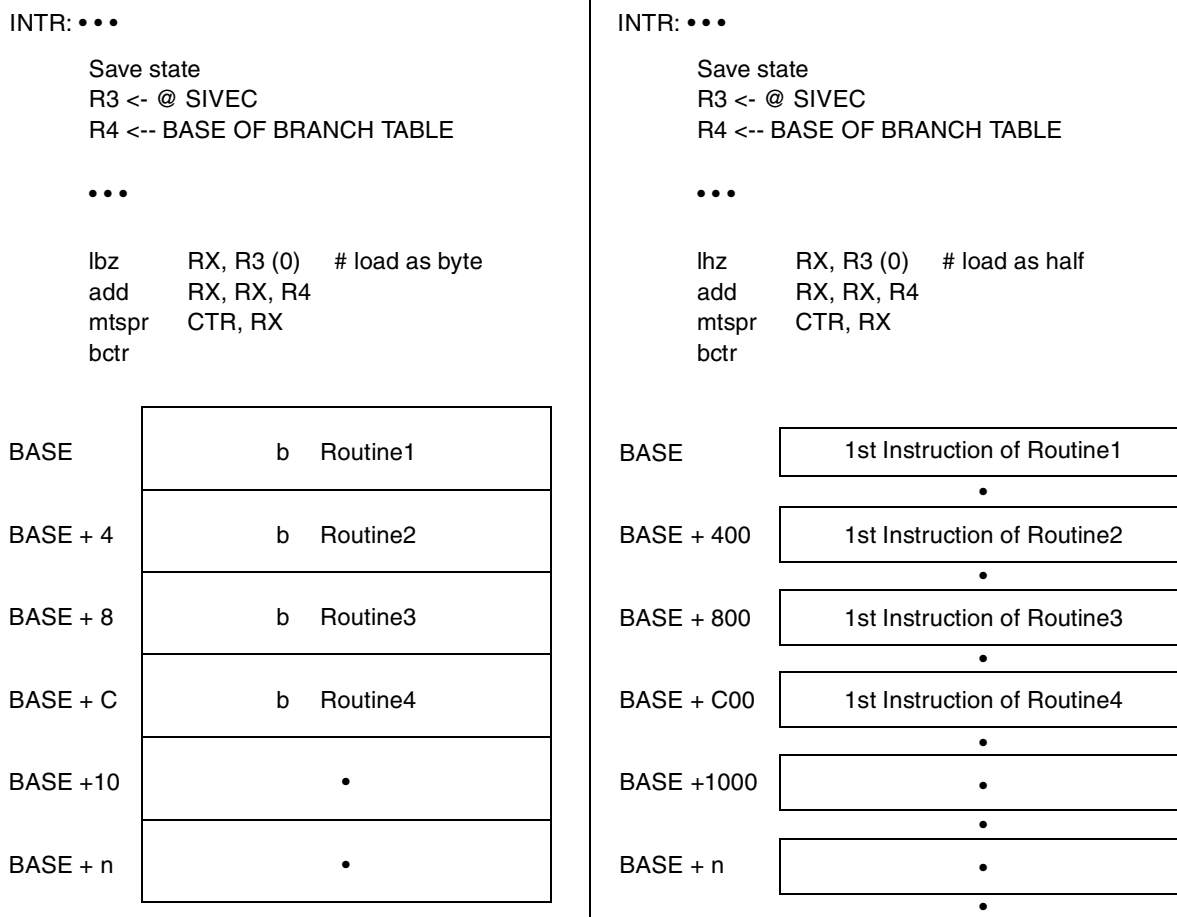 INTR: •••
Save state
R3 <- @ SIVEC
R4 <-- BASE OF BRANCH TABLE
•••
lbz RX, R3 (0) # load as byte
add RX, RX, R4
mtspr CTR, RX
bctr
BASE b Routine1
BASE + 4 b Routine2
BASE + 8 b Routine3
BASE + C b Routine4
BASE +10 •
BASE + n •
INTR: •••
Save state
R3 <- @ SIVEC
R4 <-- BASE OF BRANCH TABLE
•••
lhz RX, R3 (0) # load as half
add RX, RX, R4
mtspr CTR, RX
bctr
BASE 1st Instruction of Routine1
•
BASE + 400 1st Instruction of Routine2
•
BASE + 800 1st Instruction of Routine3
•
BASE + C00 1st Instruction of Routine4
•
BASE +1000 •
•
BASE + n •
•